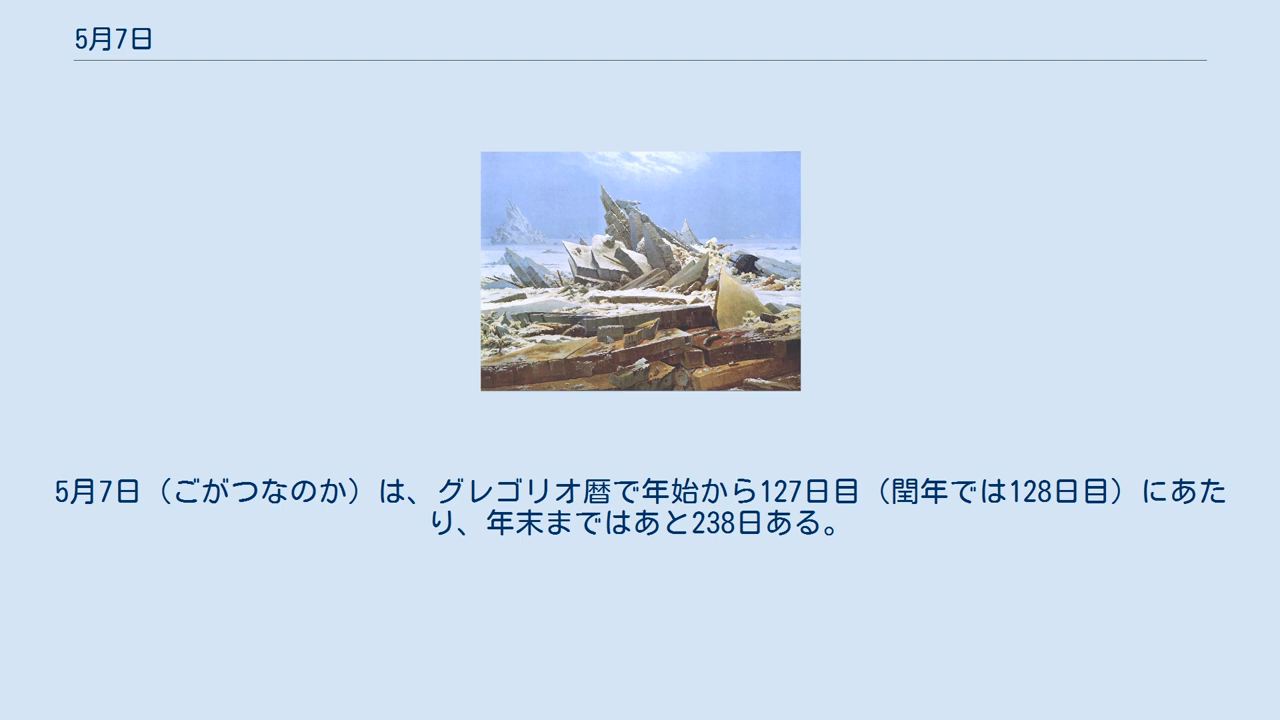 5月7日
5月7日（ごがつなのか）は、グレゴリオ暦で年始から127日目（閏年では128日目）にあた
り、年末まではあと238日ある。